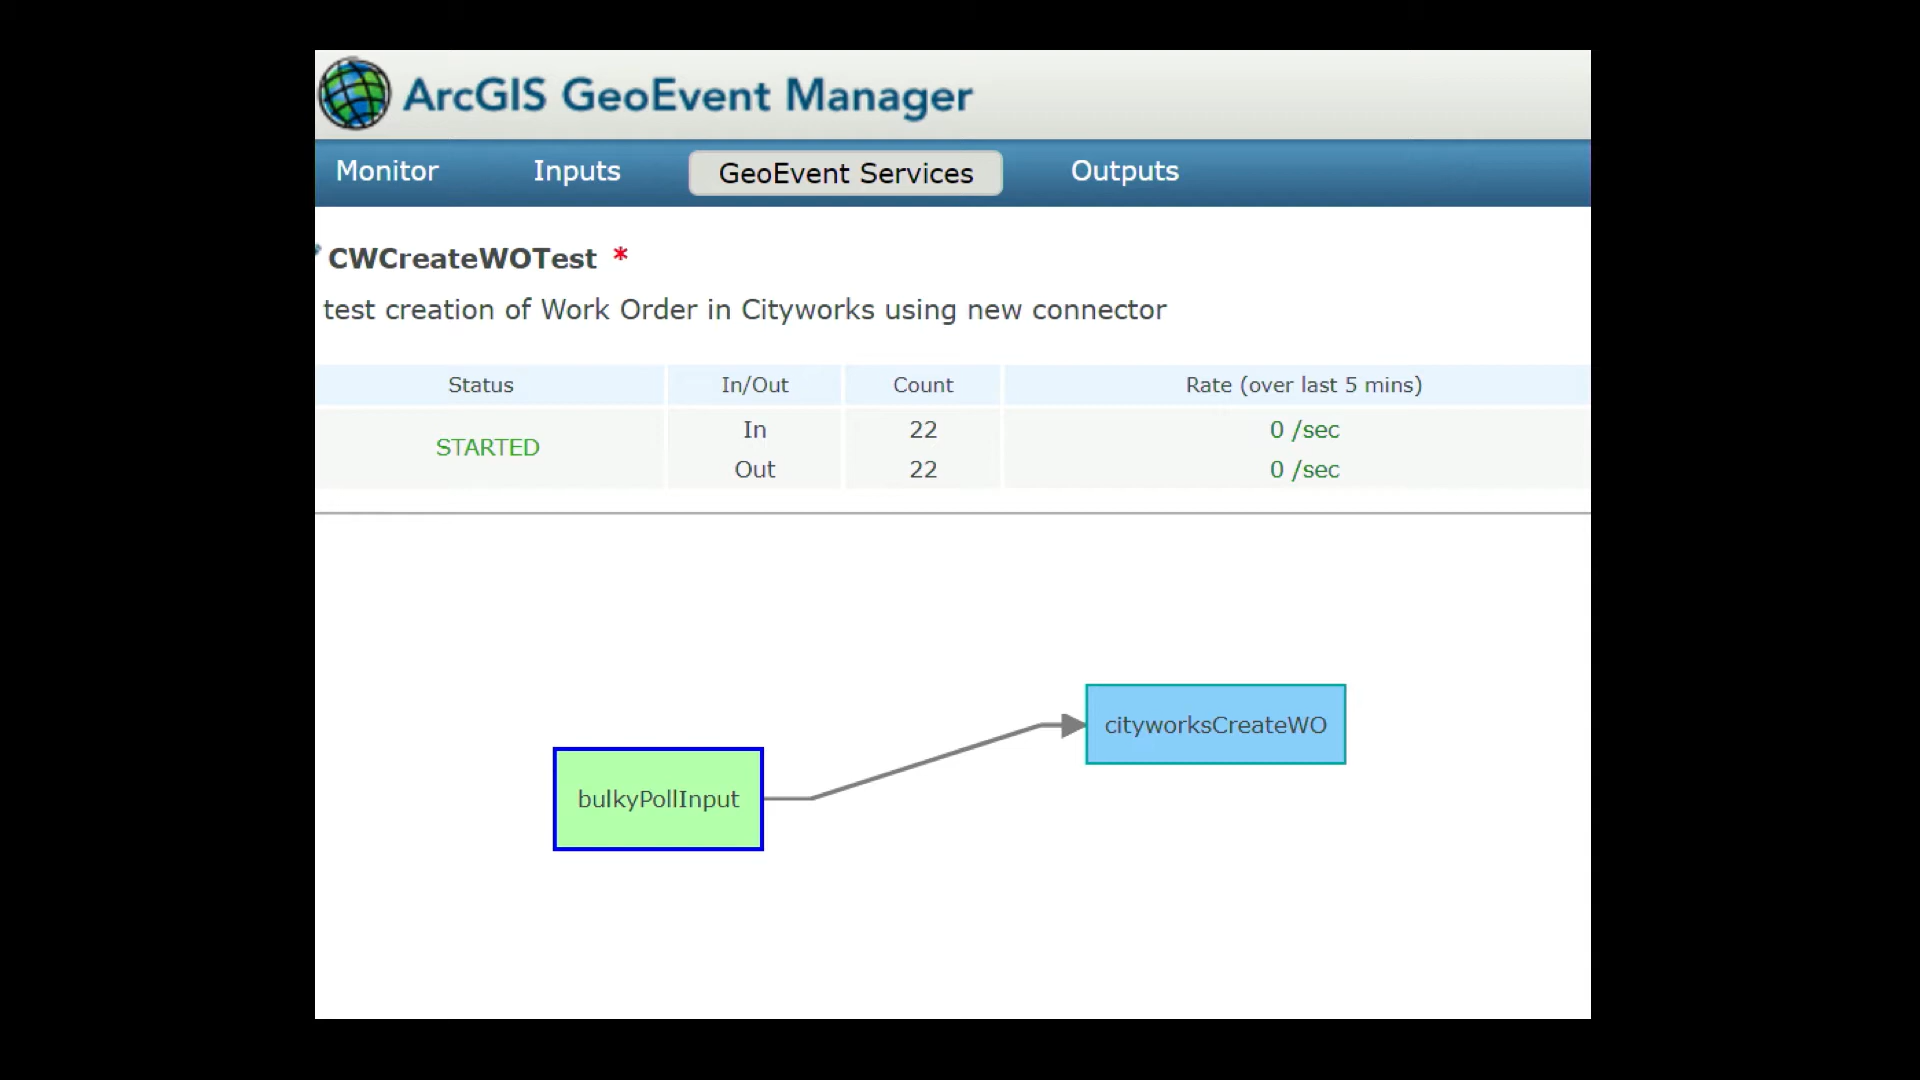 ArcGIS GeoEvent Manager
Monitor Inputs GeoEvent Services Outputs
CWCreateWOTest *
test creation of Work Order in Cityworks using new connector
Status In/Out Count Rate (over last 5 mins)
STARTED
In 22 0 /sec
Out 22 0 /sec
cityworksCreateWO
bulkyPollInput